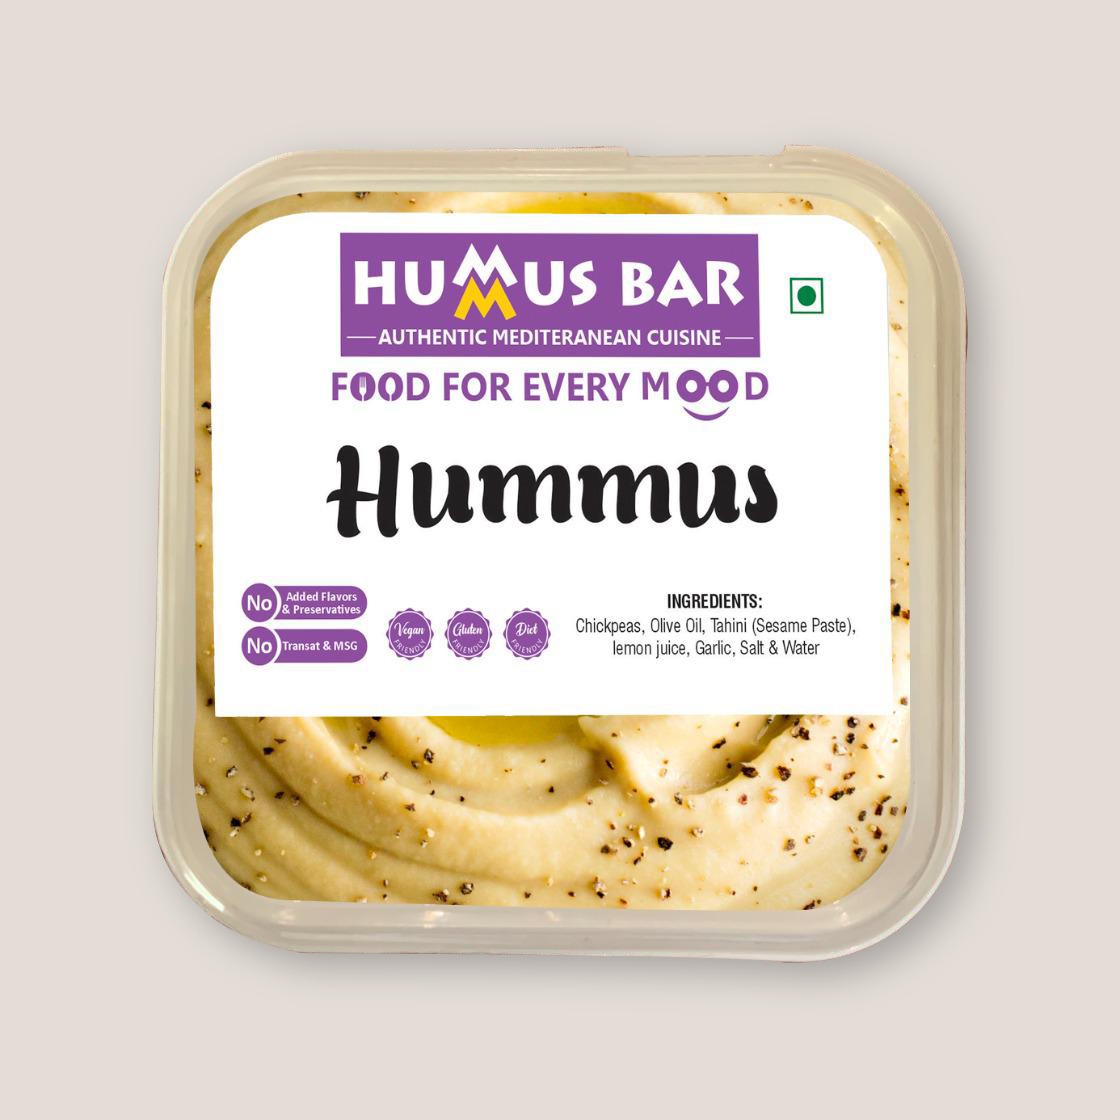 HUMMUS BAR
AUTHENTIC MEDITERANEAN CUISINE
FOOD FOR EVERY MOOD
Hummus
No Added Flavors
& Preservatives
No Transat & MSG
Vegan
FRIENDLY
Gluten
FRIENDLY
Diet
FRIENDLY
INGREDIENTS:
Chickpeas, Olive Oil, Tahini (Sesame Paste),
lemon juice, Garlic, Salt & Water